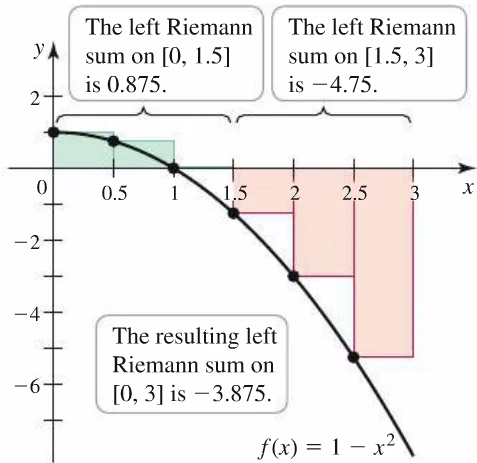 The left Riemann
sum on [0, 1.5]
is 0.875.
The left Riemann
sum on [1.5, 3]
is −4.75.
y
2
0
0.5
1
1.5
2
2.5
3
x
−2
−4
−6
The resulting left
Riemann sum on
[0, 3] is −3.875.
f(x) = 1 − x²